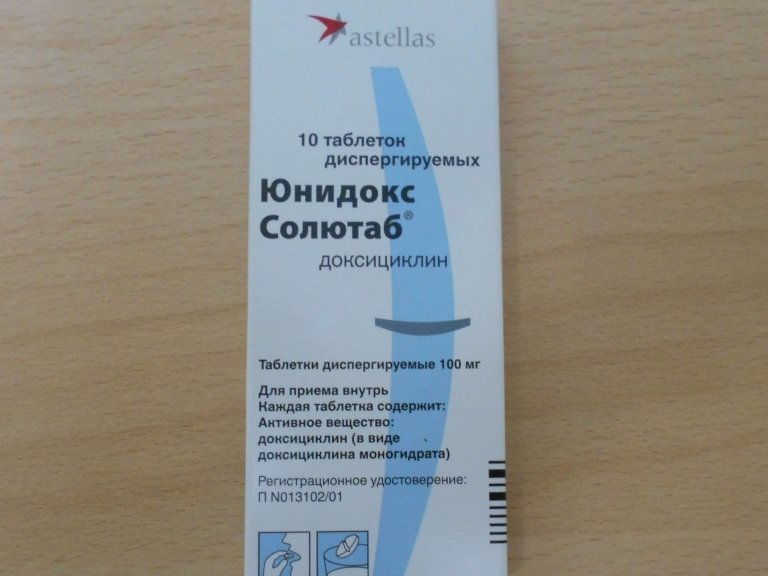 astellas
10 таблеток
диспергируемых
Юнидокс
Солютаб®
доксициклин
Таблетки диспергируемые 100 мг
Для приема внутрь
Каждая таблетка содержит:
Активное вещество:
доксициклин (в виде
доксициклина моногидрата)
Регистрационное удостоверение:
П N013102/01